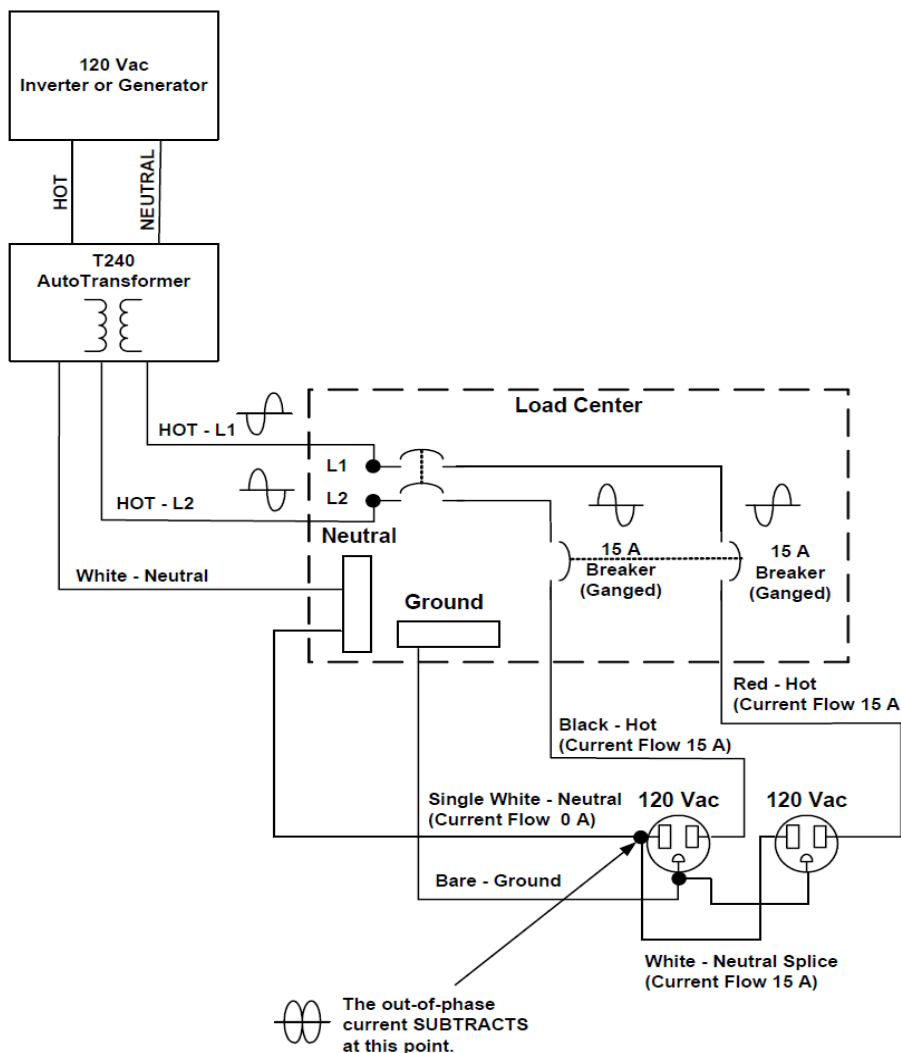 120 Vac
Inverter or Generator
HOT
NEUTRAL
T240
AutoTransformer
Load Center
HOT - L1
L1
HOT - L2
L2
Neutral
White - Neutral
15 A
Breaker
(Ganged)
15 A
Breaker
(Ganged)
Ground
Red - Hot
(Current Flow 15 A
Black - Hot
(Current Flow 15 A)
Single White - Neutral
(Current Flow 0 A)
120 Vac
120 Vac
Bare - Ground
White - Neutral Splice
(Current Flow 15 A)
The out-of-phase
current SUBTRACTS
at this point.